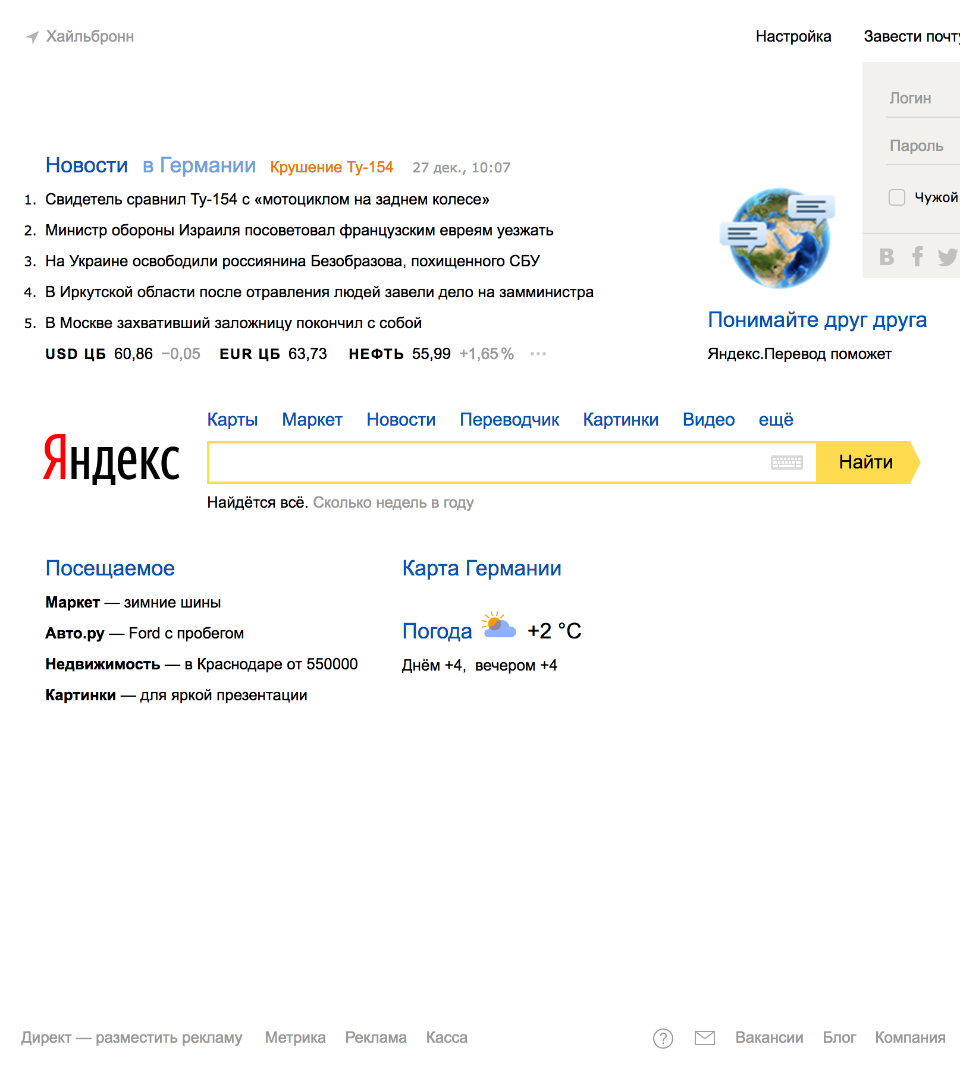 Хайльбронн
Настройка
Завести почту
Логин
Пароль
Чужой
Новости в Германии Крушение Ту-154 27 дек., 10:07
1. Свидетель сравнил Ту-154 с «мотоциклом на заднем колесе»
2. Министр обороны Израиля посоветовал французским евреям уезжать
3. На Украине освободили россиянина Безобразова, похищенного СБУ
4. В Иркутской области после отравления людей завели дело на замминистра
5. В Москве захвативший заложницу покончил с собой
USD ЦБ 60,86 −0,05 EUR ЦБ 63,73 НЕФТЬ 55,99 +1,65% ···
Понимайте друг друга
Яндекс.Перевод поможет
Карты Маркет Новости Переводчик Картинки Видео ещё
Яндекс
Найти
Найдётся всё. Сколько недель в году
Посещаемое
Маркет — зимние шины
Авто.ру — Ford с пробегом
Недвижимость — в Краснодаре от 550000
Картинки — для яркой презентации
Карта Германии
Погода +2 °C
Днём +4, вечером +4
Директ — разместить рекламу Метрика Реклама Касса
? Вакансии Блог Компания